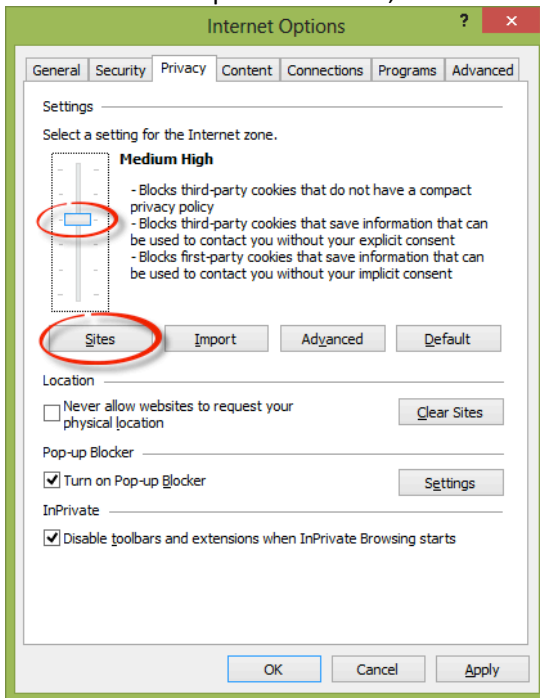 Internet Options
?
×
General Security Privacy Content Connections Programs Advanced
Settings
Select a setting for the Internet zone.
Medium High
- Blocks third-party cookies that do not have a compact
privacy policy
- Blocks third-party cookies that save information that can
be used to contact you without your explicit consent
- Blocks first-party cookies that save information that can
be used to contact you without your implicit consent
Sites Import Advanced Default
Location
Never allow websites to request your
physical location
Clear Sites
Pop-up Blocker
Turn on Pop-up Blocker
Settings
InPrivate
Disable toolbars and extensions when InPrivate Browsing starts
OK Cancel Apply